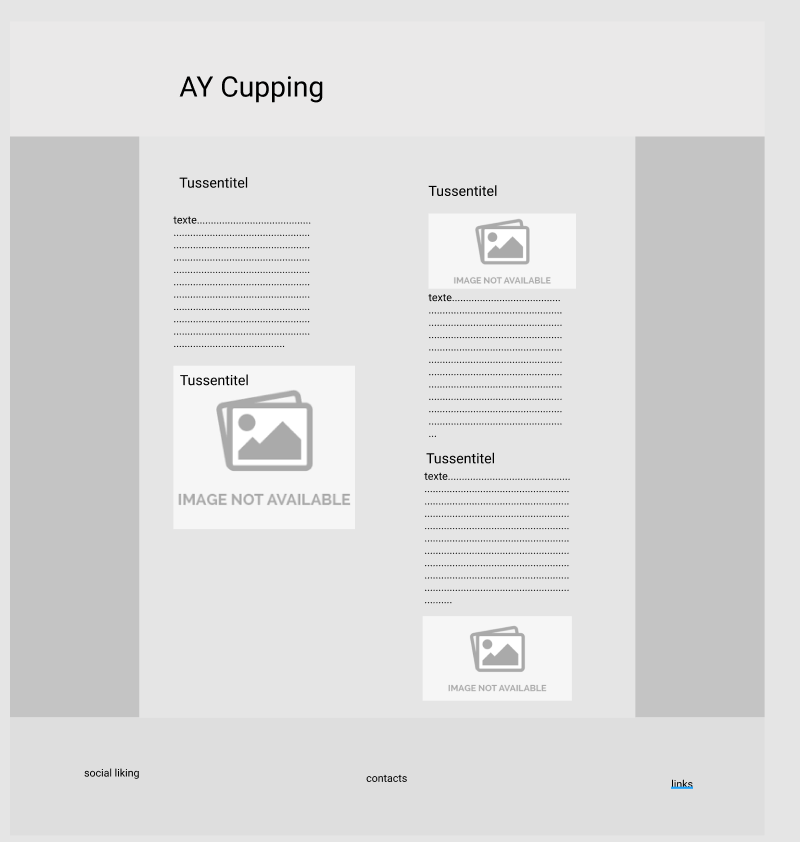 AY Cupping
Tussentitel
texte.........................................
.................................................
.................................................
.................................................
.................................................
.................................................
.................................................
.................................................
.................................................
.................................................
........................................
Tussentitel
IMAGE NOT AVAILABLE
Tussentitel
IMAGE NOT AVAILABLE
texte.......................................
................................................
................................................
................................................
................................................
................................................
................................................
................................................
................................................
................................................
................................................
...
Tussentitel
texte............................................
....................................................
....................................................
....................................................
....................................................
....................................................
....................................................
....................................................
....................................................
....................................................
..........
IMAGE NOT AVAILABLE
social liking
contacts
links